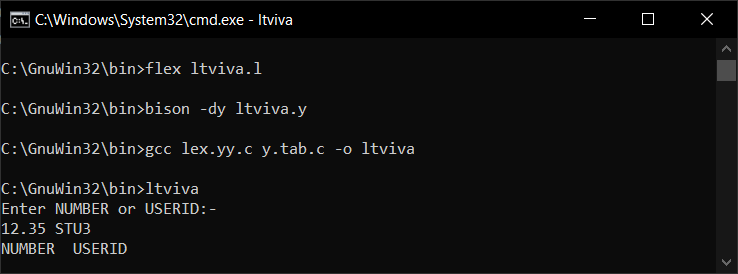 C:\Windows\System32\cmd.exe - ltviva
C:\GnuWin32\bin>flex ltviva.l
C:\GnuWin32\bin>bison -dy ltviva.y
C:\GnuWin32\bin>gcc lex.yy.c y.tab.c -o ltviva
C:\GnuWin32\bin>ltviva
Enter NUMBER or USERID:-
12.35 STU3
NUMBER  USERID